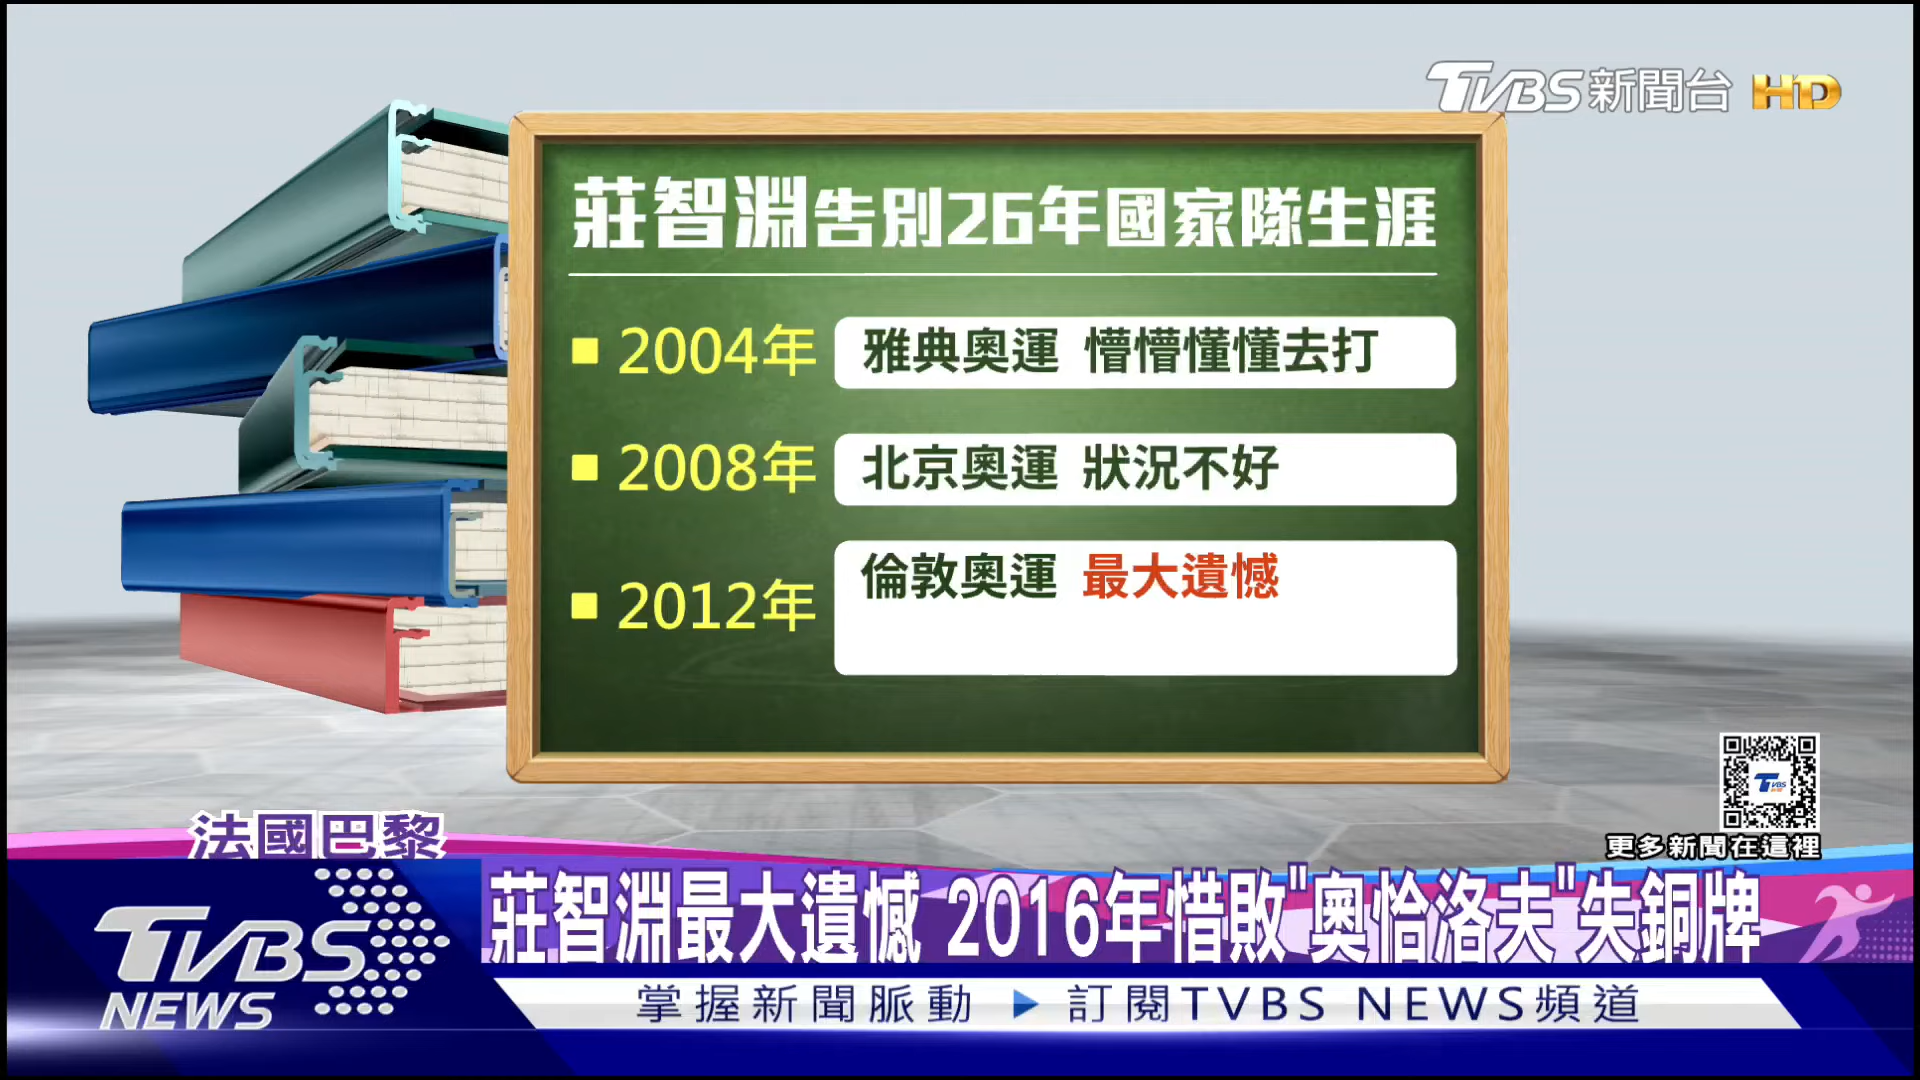 TVBS新聞台 HD
莊智淵告別26年國家隊生涯
2004年 雅典奧運 懵懵懂懂去打
2008年 北京奧運 狀況不好
2012年 倫敦奧運 最大遺憾
TVBS
更多新聞在這裡
法國巴黎
莊智淵最大遺憾 2016年惜敗"奧恰洛夫"失銅牌
TVBS NEWS
掌握新聞脈動 ▶ 訂閱TVBS NEWS頻道